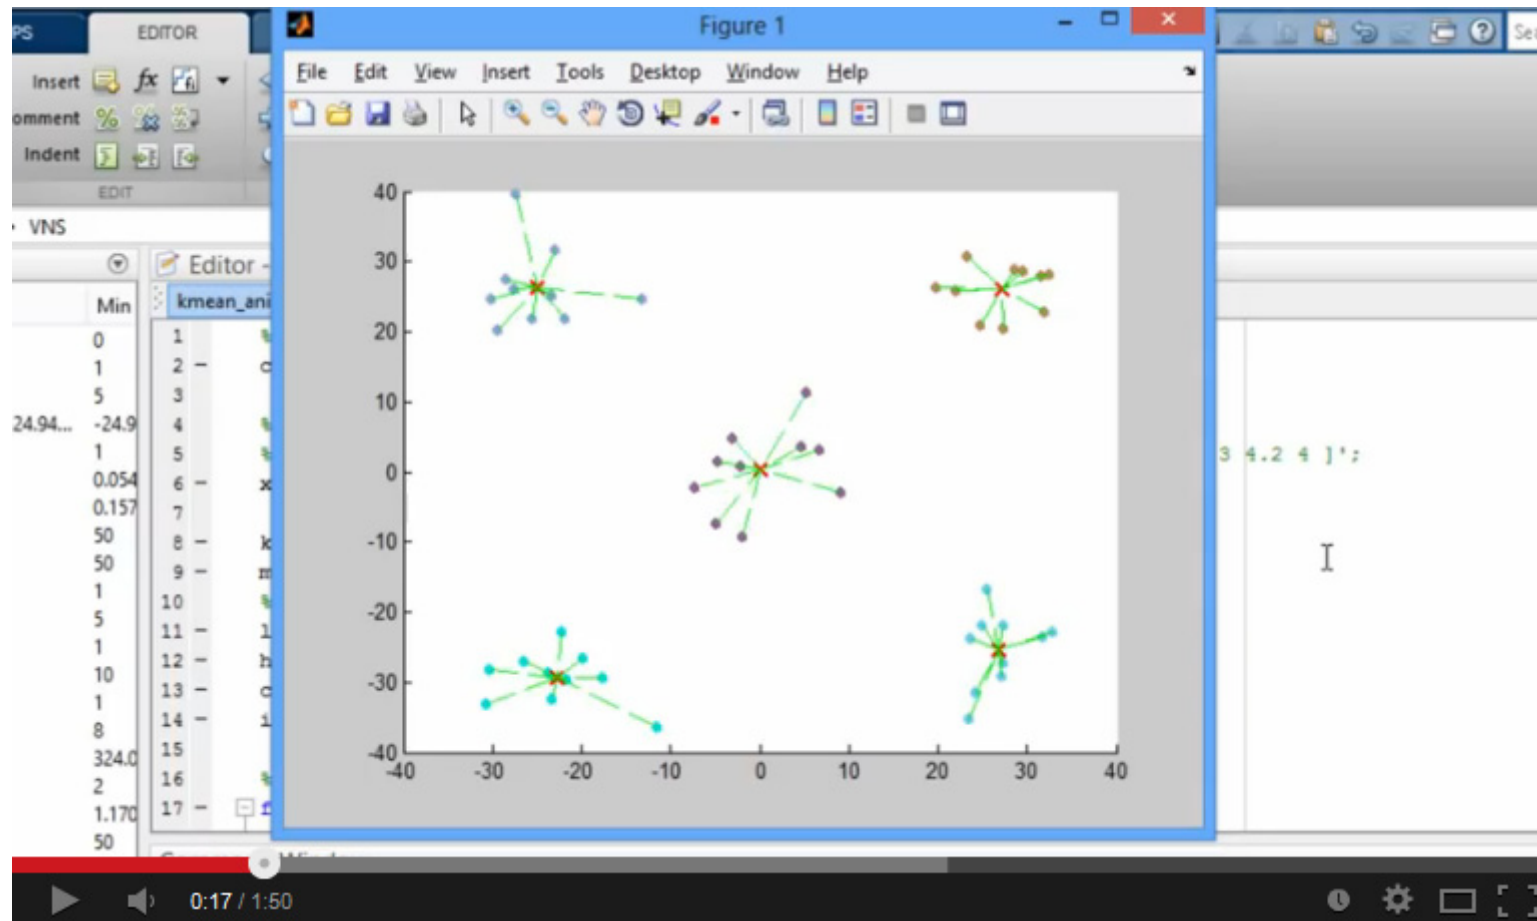 PS
EDITOR
Figure 1
Sea
Insert fx
omment %
Indent
EDIT
File Edit View Insert Tools Desktop Window Help
VNS
Editor -
Min
kmean_ani
0
1
5
24.94... -24.9
1
0.054
0.157
50
50
1
5
1
10
1
8
324.0
2
1.170
50
1 %
2 - c
3
4 %
5 % 3 4.2 4 ]';
6 - x
7
8 - k
9 - m
10 %
11 - l
12 - h
13 - c
14 - i
15
16 %
17 - f
40
30
20
10
0
-10
-20
-30
-40
-40 -30 -20 -10 0 10 20 30 40
0:17 / 1:50